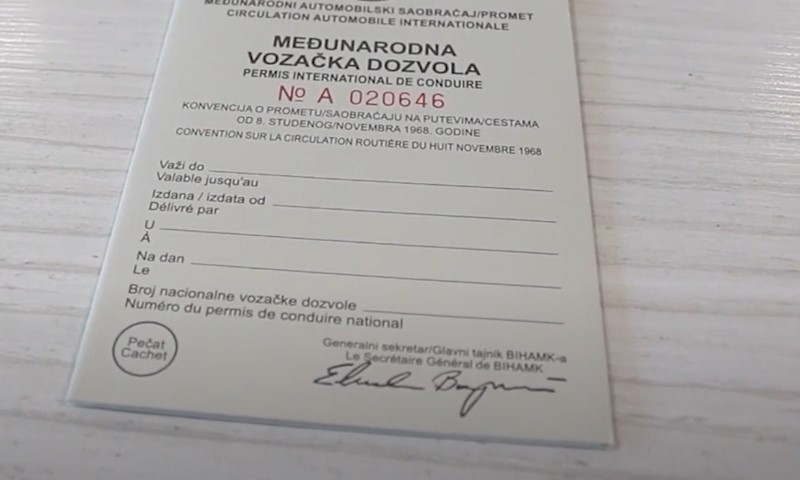 MEĐUNARODNI AUTOMOBILSKI SAOBRAĆAJ/PROMET
CIRCULATION AUTOMOBILE INTERNATIONALE
MEĐUNARODNA
VOZAČKA DOZVOLA
PERMIS INTERNATIONAL DE CONDUIRE
№ A 020646
KONVENCIJA O PROMETU/SAOBRAĆAJU NA PUTEVIMA/CESTAMA
OD 8. STUDENOG/NOVEMBRA 1968. GODINE
CONVENTION SUR LA CIRCULATION ROUTIÈRE DU HUIT NOVEMBRE 1968
Važi do
Valable jusqu'au
Izdana / izdata od
Délivré par
U
À
Na dan
Le
Broj nacionalne vozačke dozvole
Numéro du permis de conduire national
Pečat
Cachet
Generalni sekretar/Glavni tajnik BIHAMK-a
Le Secrétaire Général de BIHAMK